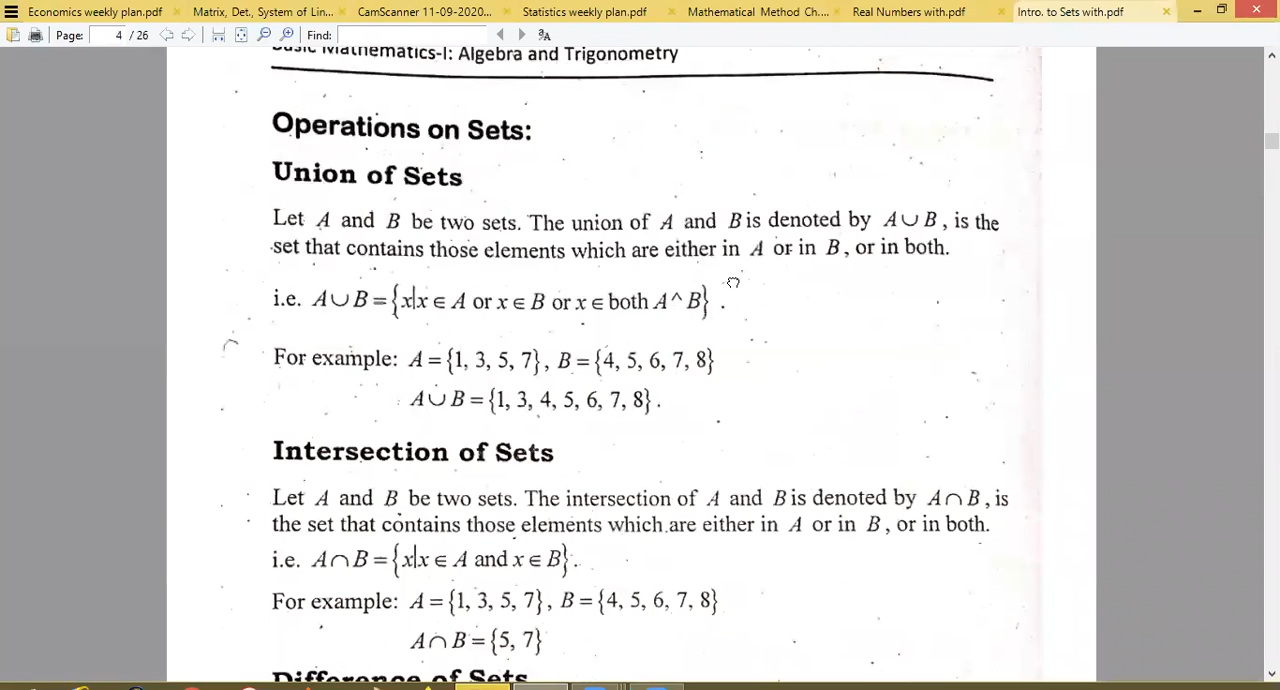 Economics weekly plan.pdf
Matrix, Det., System of Lin...
CamScanner 11-09-2020...
Statistics weekly plan.pdf
Mathematical Method Ch....
Real Numbers with.pdf
Intro. to Sets with.pdf
Page: 4 / 26 Find:
Basic Mathematics-I: Algebra and Trigonometry
Operations on Sets:
Union of Sets
Let A and B be two sets. The union of A and B is denoted by A∪B, is the
set that contains those elements which are either in A or in B, or in both.
i.e. A∪B={x|x∈A or x∈B or x∈both A^B}.
For example: A={1, 3, 5, 7}, B={4, 5, 6, 7, 8}
A∪B={1, 3, 4, 5, 6, 7, 8}.
Intersection of Sets
Let A and B be two sets. The intersection of A and B is denoted by A∩B, is
the set that contains those elements which are either in A or in B, or in both.
i.e. A∩B={x|x∈A and x∈B}.
For example: A={1, 3, 5, 7}, B={4, 5, 6, 7, 8}
A∩B={5, 7}
Difference of Sets